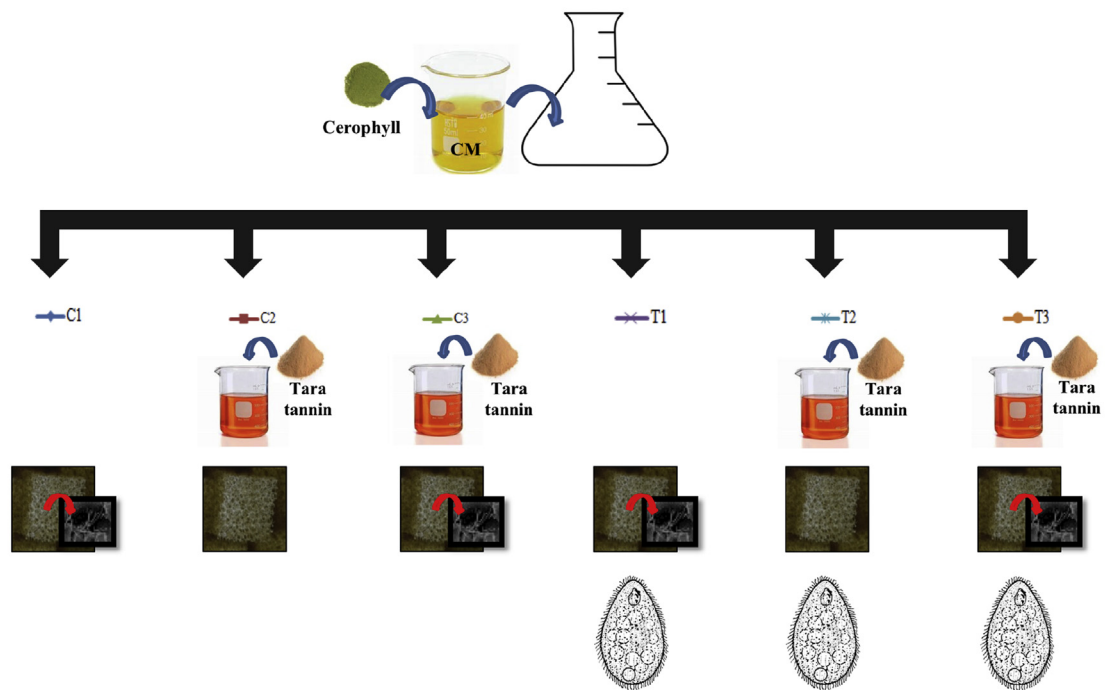 Cerophyll
CM
C1
C2
C3
T1
T2
T3
Tara
tannin
Tara
tannin
Tara
tannin
Tara
tannin